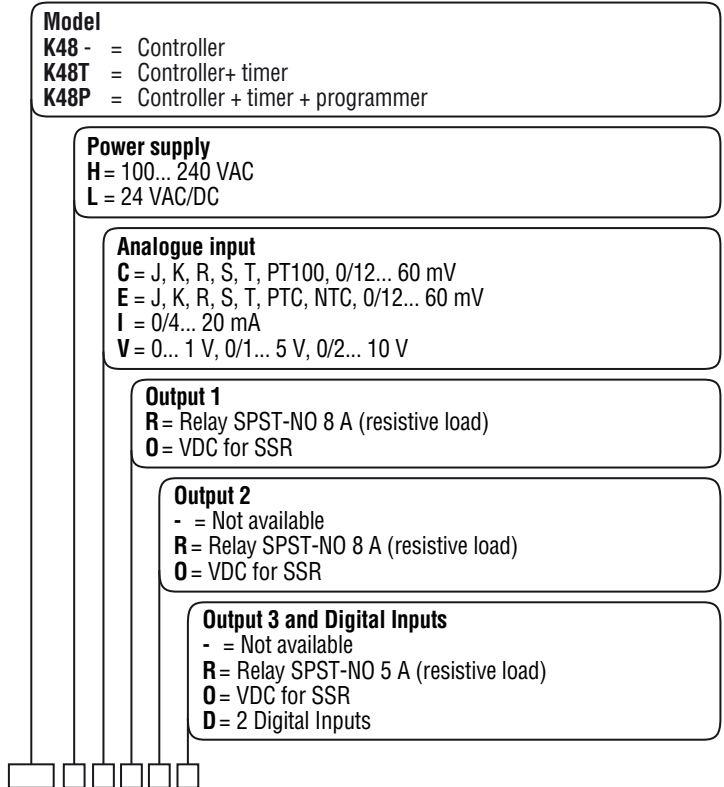 Model
K48 - = Controller
K48T = Controller+ timer
K48P = Controller + timer + programmer
Power supply
H = 100... 240 VAC
L = 24 VAC/DC
Analogue input
C = J, K, R, S, T, PT100, 0/12... 60 mV
E = J, K, R, S, T, PTC, NTC, 0/12... 60 mV
I = 0/4... 20 mA
V = 0... 1 V, 0/1... 5 V, 0/2... 10 V
Output 1
R = Relay SPST-NO 8 A (resistive load)
O = VDC for SSR
Output 2
- = Not available
R = Relay SPST-NO 8 A (resistive load)
O = VDC for SSR
Output 3 and Digital Inputs
- = Not available
R = Relay SPST-NO 5 A (resistive load)
O = VDC for SSR
D = 2 Digital Inputs